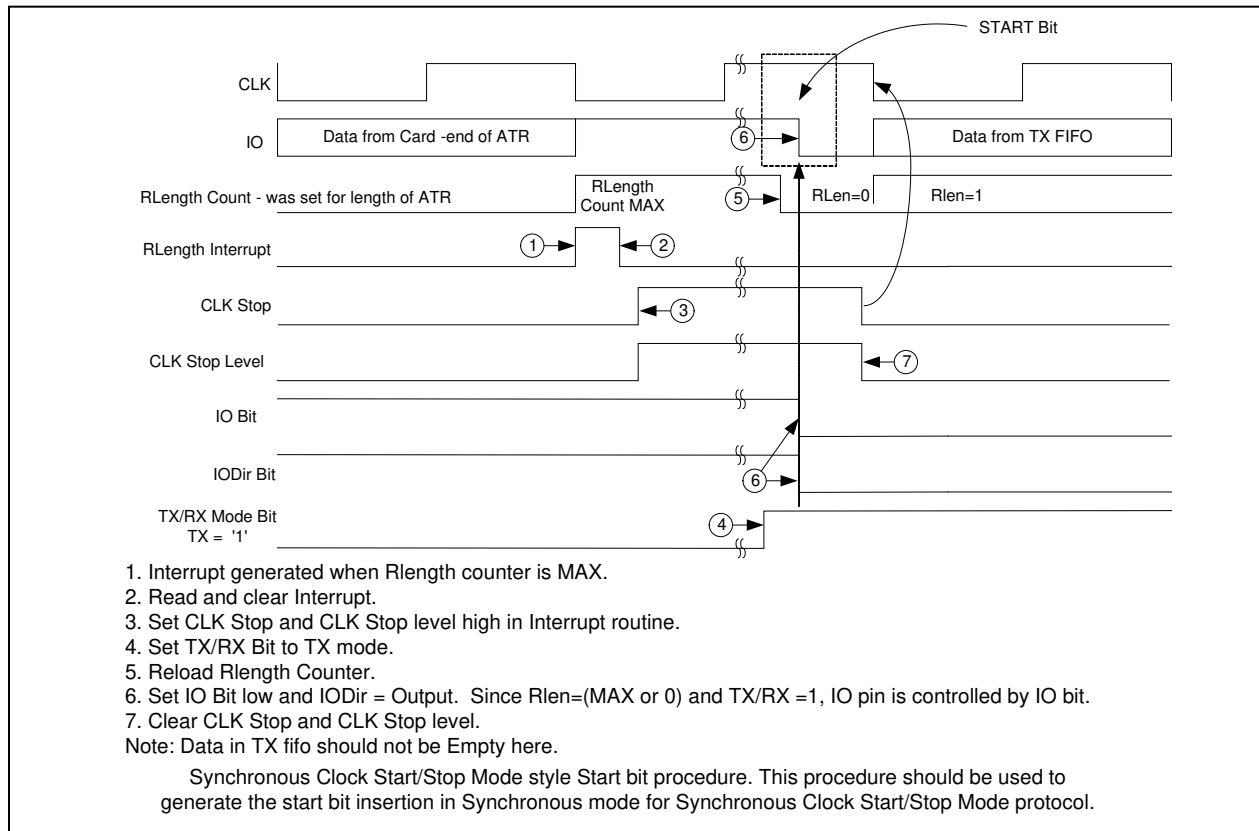 START Bit
CLK
IO
Data from Card -end of ATR
6
Data from TX FIFO
RLength Count - was set for length of ATR
RLength
Count MAX
5
RLen=0
Rlen=1
RLength Interrupt
1
2
CLK Stop
3
CLK Stop Level
7
IO Bit
IODir Bit
6
TX/RX Mode Bit
TX = '1'
4
1. Interrupt generated when Rlength counter is MAX.
2. Read and clear Interrupt.
3. Set CLK Stop and CLK Stop level high in Interrupt routine.
4. Set TX/RX Bit to TX mode.
5. Reload Rlength Counter.
6. Set IO Bit low and IODir = Output. Since Rlen=(MAX or 0) and TX/RX =1, IO pin is controlled by IO bit.
7. Clear CLK Stop and CLK Stop level.
Note: Data in TX fifo should not be Empty here.
Synchronous Clock Start/Stop Mode style Start bit procedure. This procedure should be used to
generate the start bit insertion in Synchronous mode for Synchronous Clock Start/Stop Mode protocol.